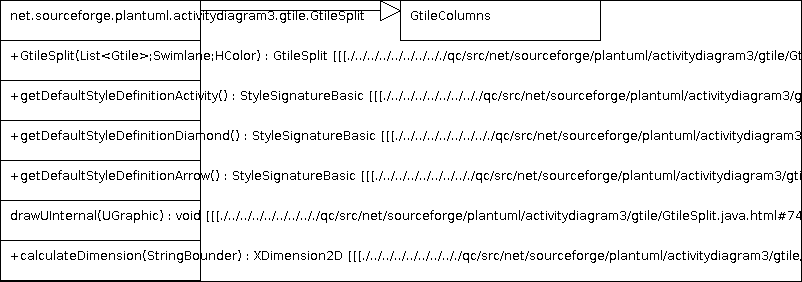 net.sourceforge.plantuml.activitydiagram3.gtile.GtileSplit
GtileColumns
+GtileSplit(List<Gtile>;Swimlane;HColor) : GtileSplit [[[./../../../../../../../../qc/src/net/sourceforge/plantuml/activitydiagram3/gtile/Gt
+getDefaultStyleDefinitionActivity() : StyleSignatureBasic [[[./../../../../../../../../qc/src/net/sourceforge/plantuml/activitydiagram3/g
+getDefaultStyleDefinitionDiamond() : StyleSignatureBasic [[[./../../../../../../../../qc/src/net/sourceforge/plantuml/activitydiagram3
+getDefaultStyleDefinitionArrow() : StyleSignatureBasic [[[./../../../../../../../../qc/src/net/sourceforge/plantuml/activitydiagram3/gti
drawUInternal(UGraphic) : void [[[./../../../../../../../../qc/src/net/sourceforge/plantuml/activitydiagram3/gtile/GtileSplit.java.html#74
+calculateDimension(StringBounder) : XDimension2D [[[./../../../../../../../../qc/src/net/sourceforge/plantuml/activitydiagram3/gtile,